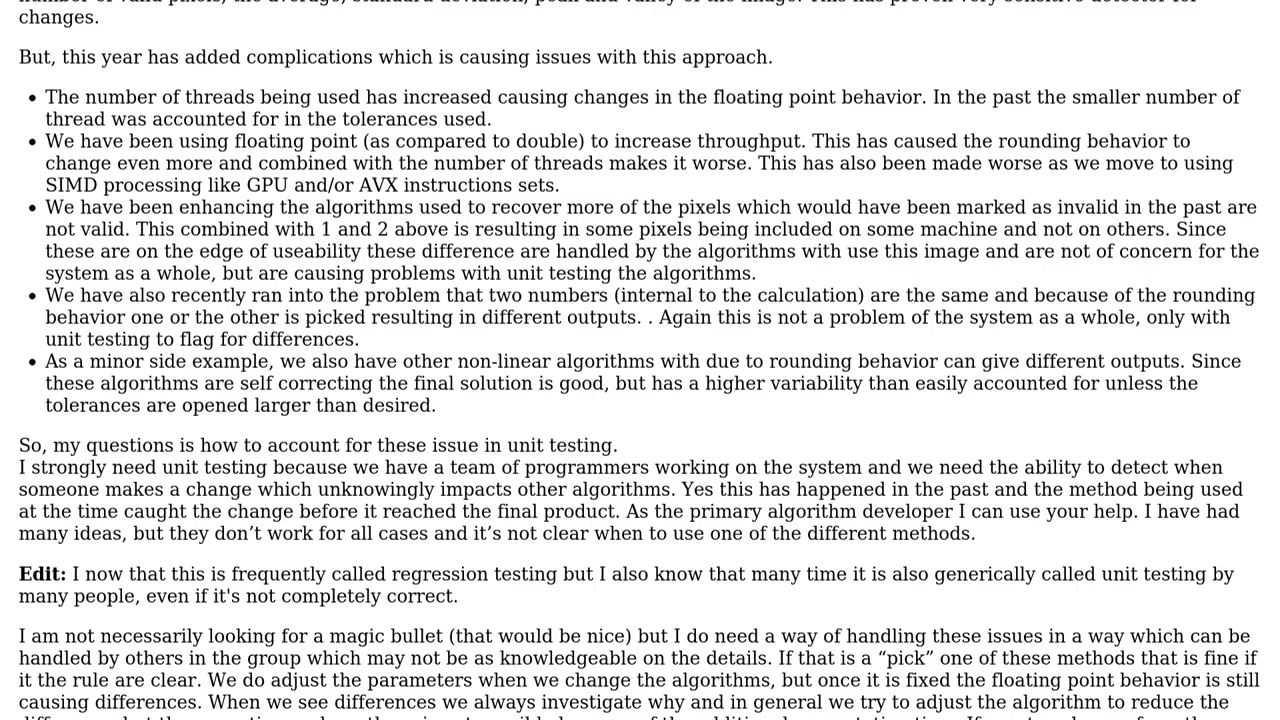 changes.
But, this year has added complications which is causing issues with this approach.
• The number of threads being used has increased causing changes in the floating point behavior. In the past the smaller number of
thread was accounted for in the tolerances used.
• We have been using floating point (as compared to double) to increase throughput. This has caused the rounding behavior to
change even more and combined with the number of threads makes it worse. This has also been made worse as we move to using
SIMD processing like GPU and/or AVX instructions sets.
• We have been enhancing the algorithms used to recover more of the pixels which would have been marked as invalid in the past are
not valid. This combined with 1 and 2 above is resulting in some pixels being included on some machine and not on others. Since
these are on the edge of useability these difference are handled by the algorithms with use this image and are not of concern for the
system as a whole, but are causing problems with unit testing the algorithms.
• We have also recently ran into the problem that two numbers (internal to the calculation) are the same and because of the rounding
behavior one or the other is picked resulting in different outputs. . Again this is not a problem of the system as a whole, only with
unit testing to flag for differences.
• As a minor side example, we also have other non-linear algorithms with due to rounding behavior can give different outputs. Since
these algorithms are self correcting the final solution is good, but has a higher variability than easily accounted for unless the
tolerances are opened larger than desired.
So, my questions is how to account for these issue in unit testing.
I strongly need unit testing because we have a team of programmers working on the system and we need the ability to detect when
someone makes a change which unknowingly impacts other algorithms. Yes this has happened in the past and the method being used
at the time caught the change before it reached the final product. As the primary algorithm developer I can use your help. I have had
many ideas, but they don’t work for all cases and it’s not clear when to use one of the different methods.
Edit: I now that this is frequently called regression testing but I also know that many time it is also generically called unit testing by
many people, even if it's not completely correct.
I am not necessarily looking for a magic bullet (that would be nice) but I do need a way of handling these issues in a way which can be
handled by others in the group which may not be as knowledgeable on the details. If that is a “pick” one of these methods that is fine if
it the rule are clear. We do adjust the parameters when we change the algorithms, but once it is fixed the floating point behavior is still
causing differences. When we see differences we always investigate why and in general we try to adjust the algorithm to reduce the